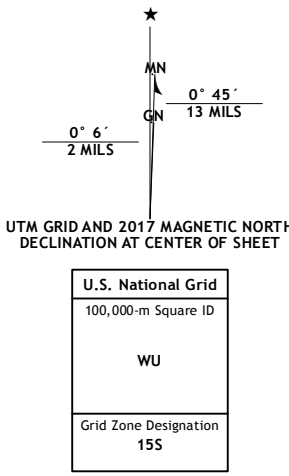 MN
0° 45´
13 MILS
GN
0° 6´
2 MILS
UTM GRID AND 2017 MAGNETIC NORTH
DECLINATION AT CENTER OF SHEET
U.S. National Grid
100,000-m Square ID
WU
Grid Zone Designation
15S